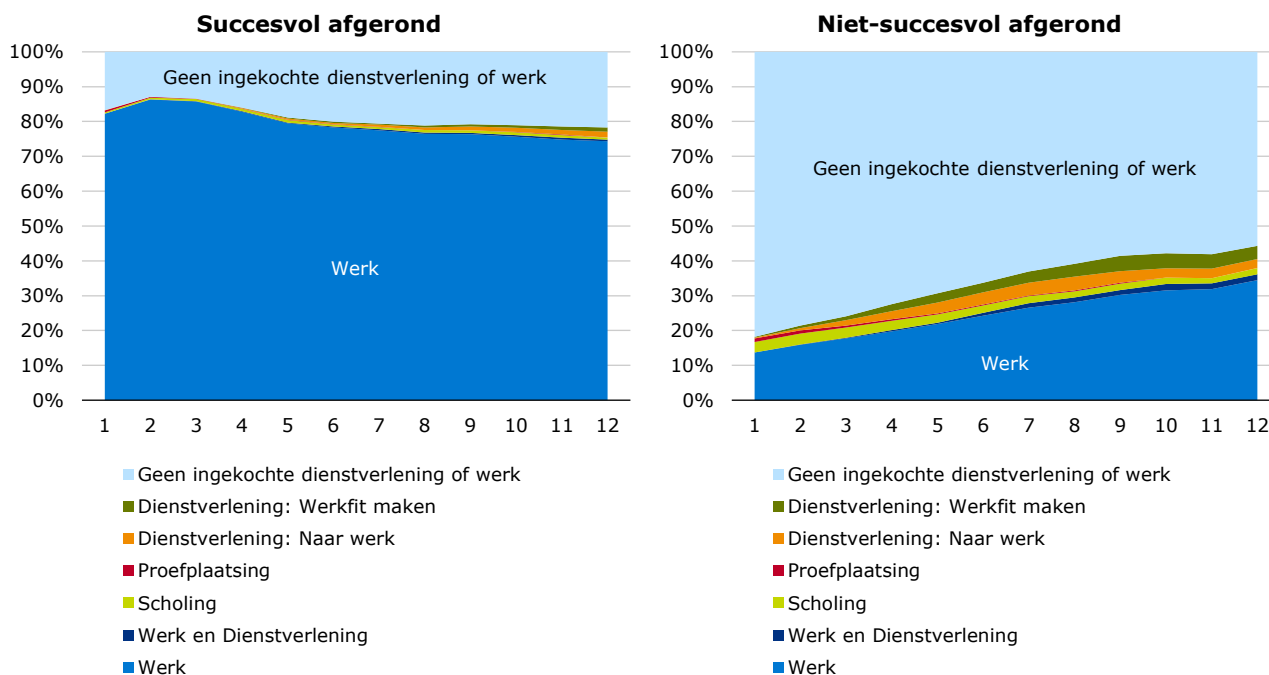 Succesvol afgerond
100%
90%
80%
70%
60%
50%
40%
30%
20%
10%
0%
Geen ingekochte dienstverlening of werk
Werk
1 2 3 4 5 6 7 8 9 10 11 12
Geen ingekochte dienstverlening of werk
Dienstverlening: Werkfit maken
Dienstverlening: Naar werk
Proefplaatsing
Scholing
Werk en Dienstverlening
Werk
Niet-succesvol afgerond
100%
90%
80%
70%
60%
50%
40%
30%
20%
10%
0%
Geen ingekochte dienstverlening of werk
Werk
1 2 3 4 5 6 7 8 9 10 11 12
Geen ingekochte dienstverlening of werk
Dienstverlening: Werkfit maken
Dienstverlening: Naar werk
Proefplaatsing
Scholing
Werk en Dienstverlening
Werk